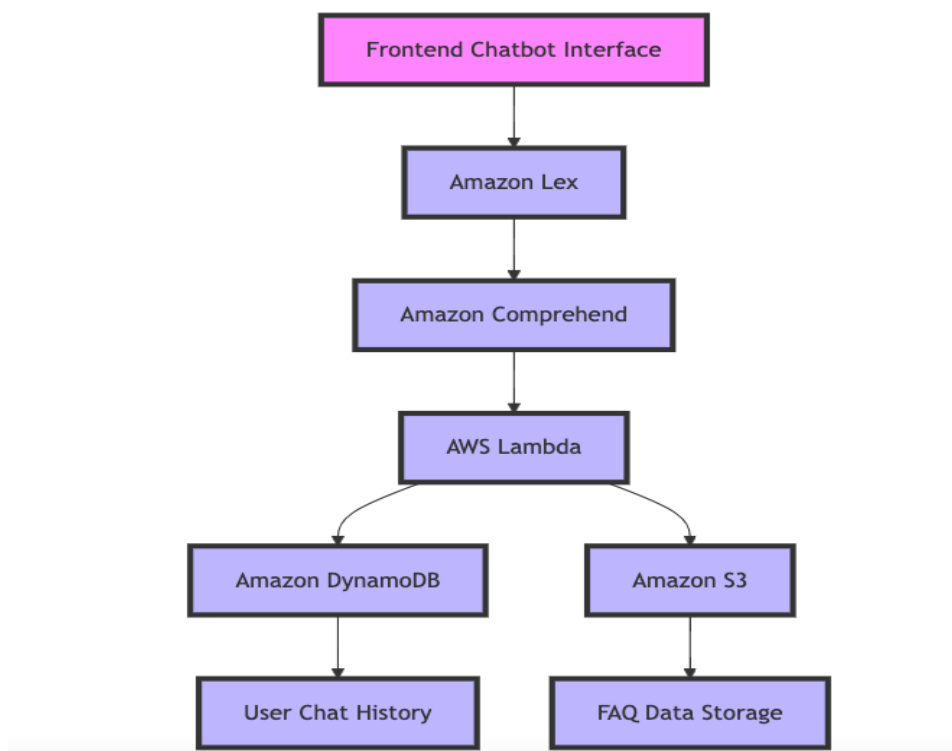 Frontend Chatbot Interface
Amazon Lex
Amazon Comprehend
AWS Lambda
Amazon DynamoDB
Amazon S3
User Chat History
FAQ Data Storage